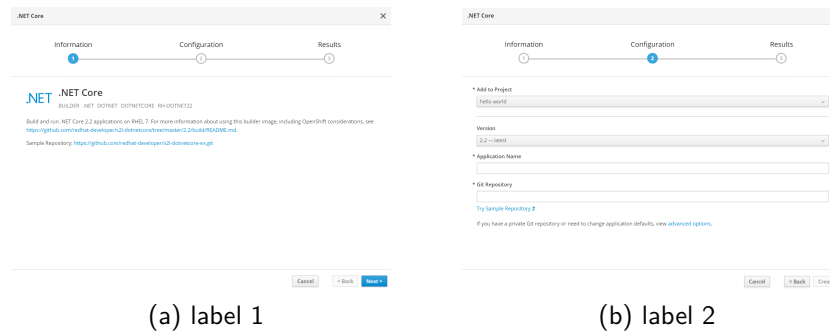 .NET Core
Information Configuration Results
1 2 3
.NET
.NET Core
BUILDER .NET DOTNET DOTNETCORE RH-DOTNET22
Build and run .NET Core 2.2 applications on RHEL 7. For more information about using this builder image, including OpenShift considerations, see
https://github.com/redhat-developer/s2i-dotnetcore/tree/master/2.2/build/README.md.
Sample Repository: https://github.com/redhat-developer/s2i-dotnetcore-ex.git
Cancel < Back Next >
(a) label 1
.NET Core
Information Configuration Results
1 2 3
* Add to Project
hello world
Version
2.2 — latest
* Application Name
* Git Repository
Try Sample Repository
If you have a private Git repository or need to change application defaults, view advanced options.
Cancel < Back Crea
(b) label 2